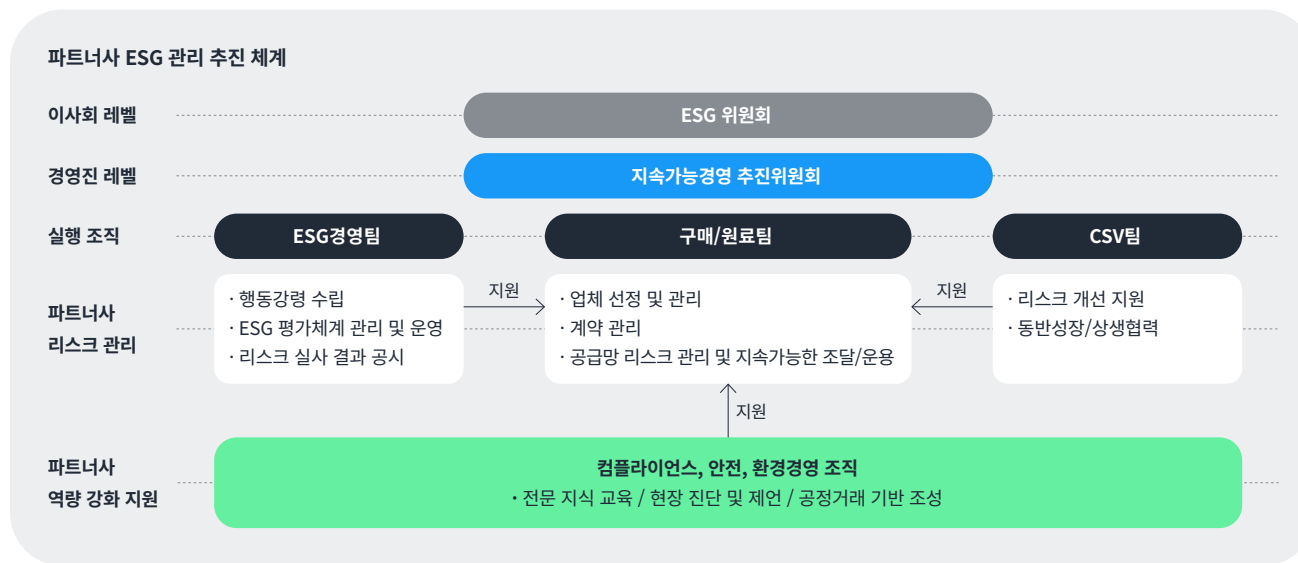 파트너사 ESG 관리 추진 체계
이사회 레벨
ESG 위원회
경영진 레벨
지속가능경영 추진위원회
실행 조직
ESG경영팀
구매/원료팀
CSV팀
파트너사
리스크 관리
· 행동강령 수립
· ESG 평가체계 관리 및 운영
· 리스크 실사 결과 공시
지원
· 업체 선정 및 관리
· 계약 관리
· 공급망 리스크 관리 및 지속가능한 조달/운용
지원
· 리스크 개선 지원
· 동반성장/상생협력
지원
파트너사
역량 강화 지원
컴플라이언스, 안전, 환경경영 조직
· 전문 지식 교육 / 현장 진단 및 제언 / 공정거래 기반 조성